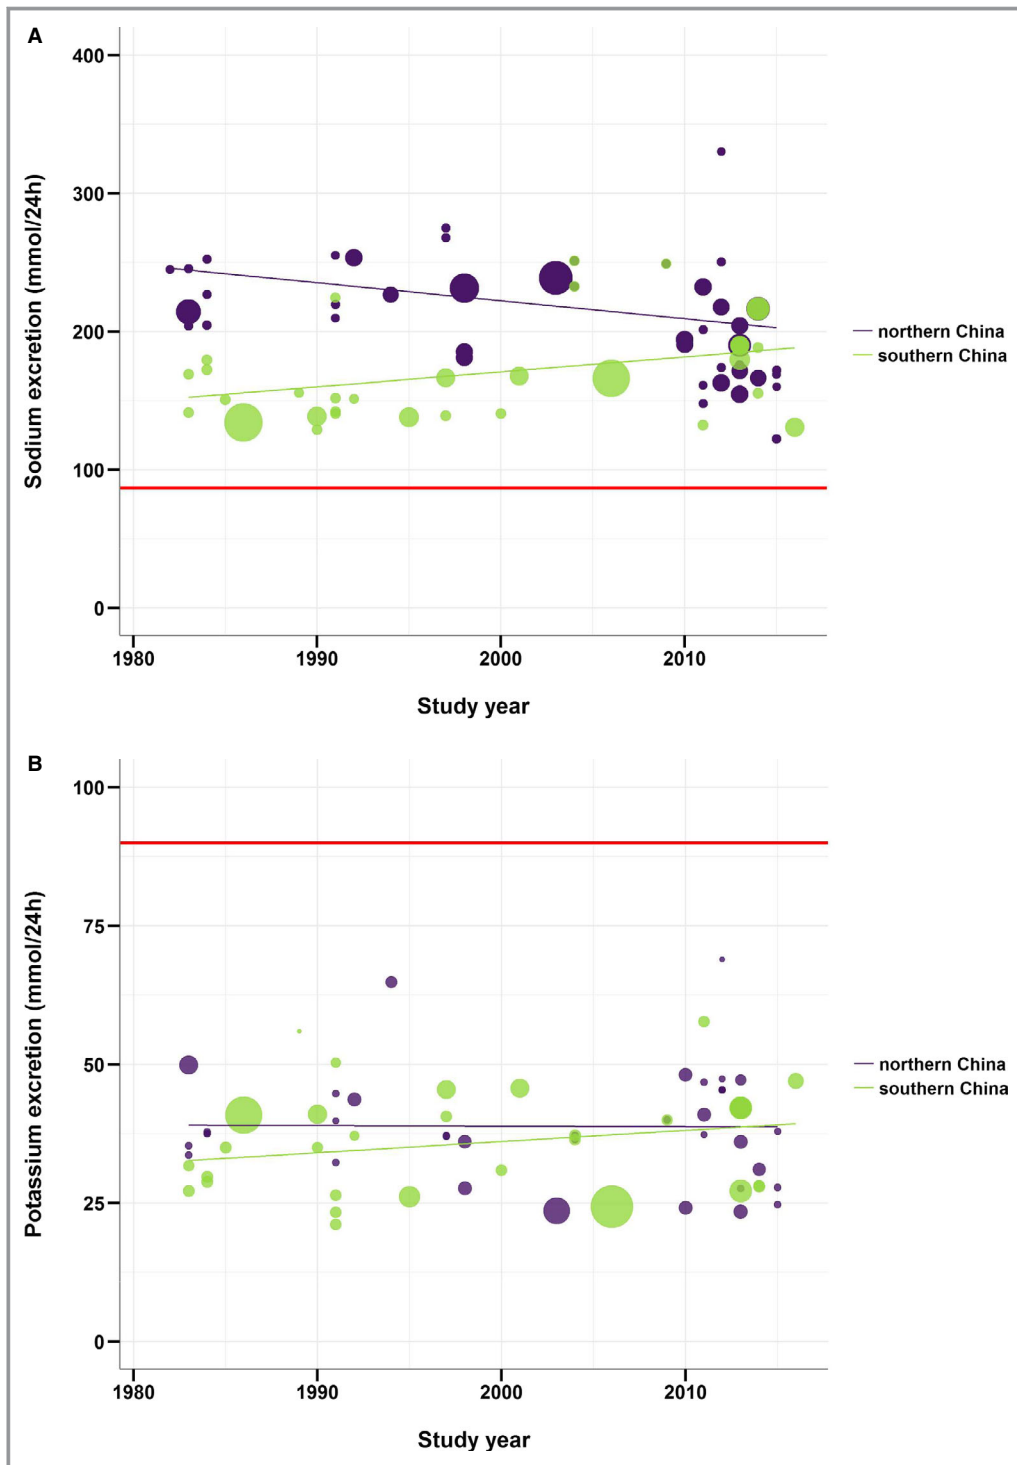 A
400
300
200
100
0
Sodium excretion (mmol/24h)
1980 1990 2000 2010
Study year
northern China
southern China
B
100
75
50
25
0
Potassium excretion (mmol/24h)
1980 1990 2000 2010
Study year
northern China
southern China